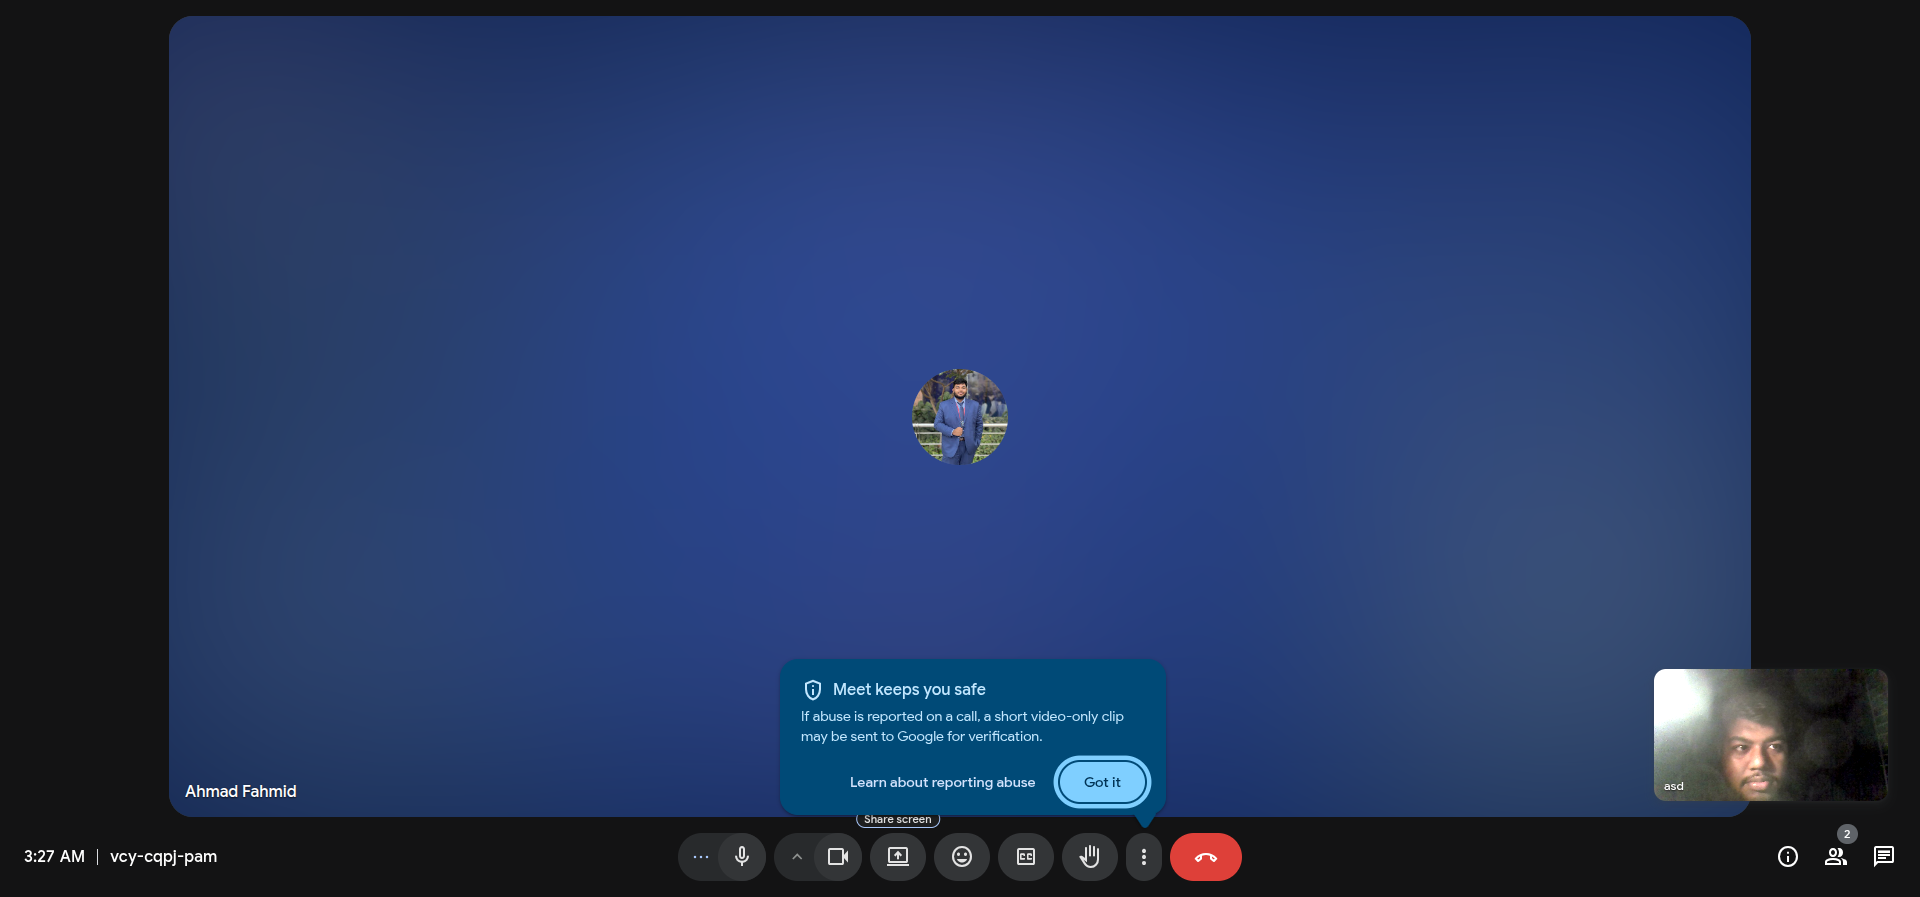 Meet keeps you safe
If abuse is reported on a call, a short video-only clip
may be sent to Google for verification.
Learn about reporting abuse
Got it
Ahmad Fahmid
asd
Share screen
3:27 AM
vcy-cqpj-pam
CC
2